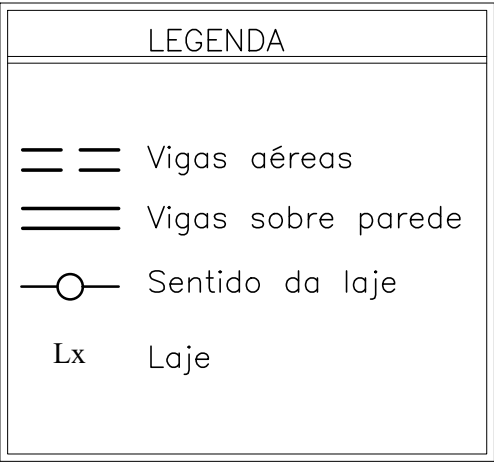 LEGENDA
Vigas aéreas
Vigas sobre parede
Sentido da laje
Lx Laje